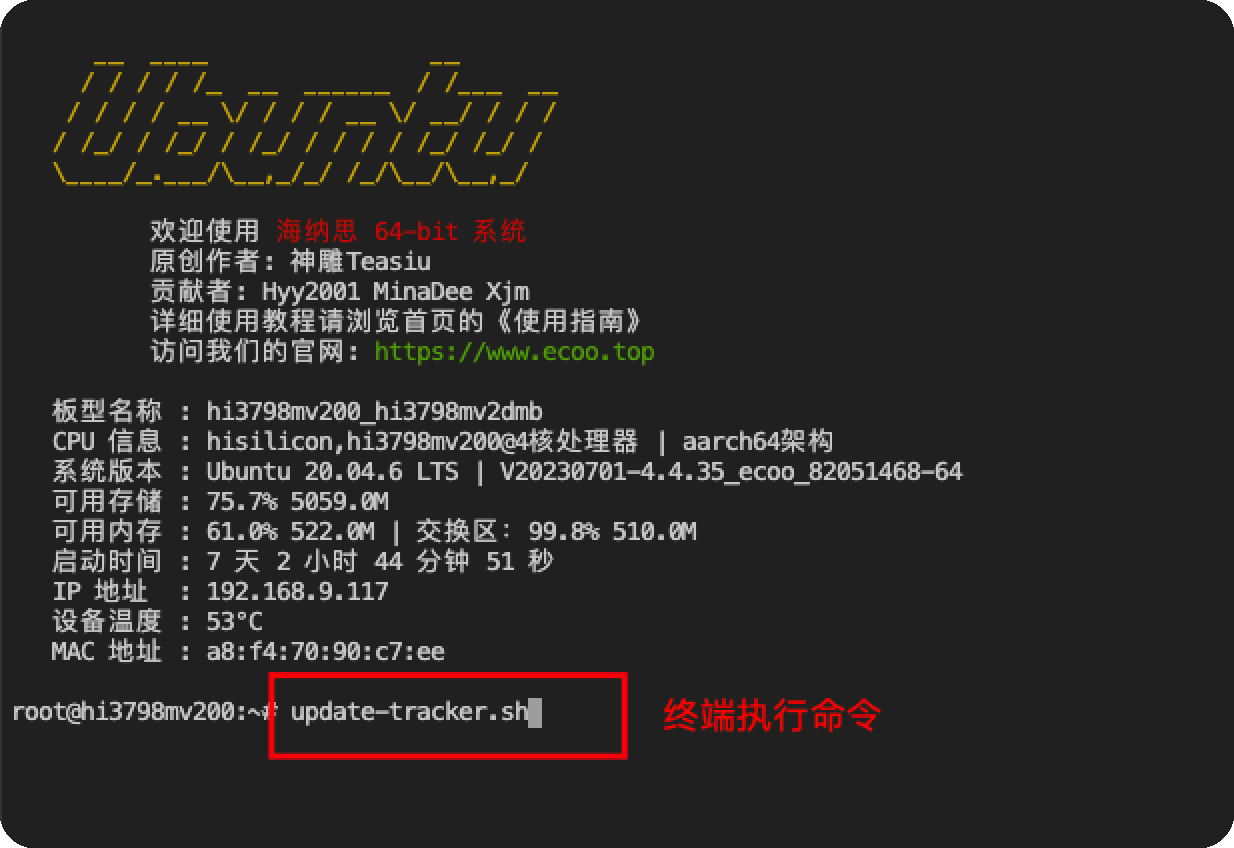 Ubuntu
欢迎使用 海纳思 64-bit 系统
原创作者: 神雕Teasiu
贡献者: Hyy2001 MinaDee Xjm
详细使用教程请浏览首页的《使用指南》
访问我们的官网: https://www.ecoo.top
板型名称 : hi3798mv200_hi3798mv2dmb
CPU 信息 : hisilicon,hi3798mv200@4核处理器 | aarch64架构
系统版本 : Ubuntu 20.04.6 LTS | V20230701-4.4.35_ecoo_82051468-64
可用存储 : 75.7% 5059.0M
可用内存 : 61.0% 522.0M | 交换区: 99.8% 510.0M
启动时间 : 7 天 2 小时 44 分钟 51 秒
IP 地址 : 192.168.9.117
设备温度 : 53°C
MAC 地址 : a8:f4:70:90:c7:ee
root@hi3798mv200:~# update-tracker.sh 终端执行命令